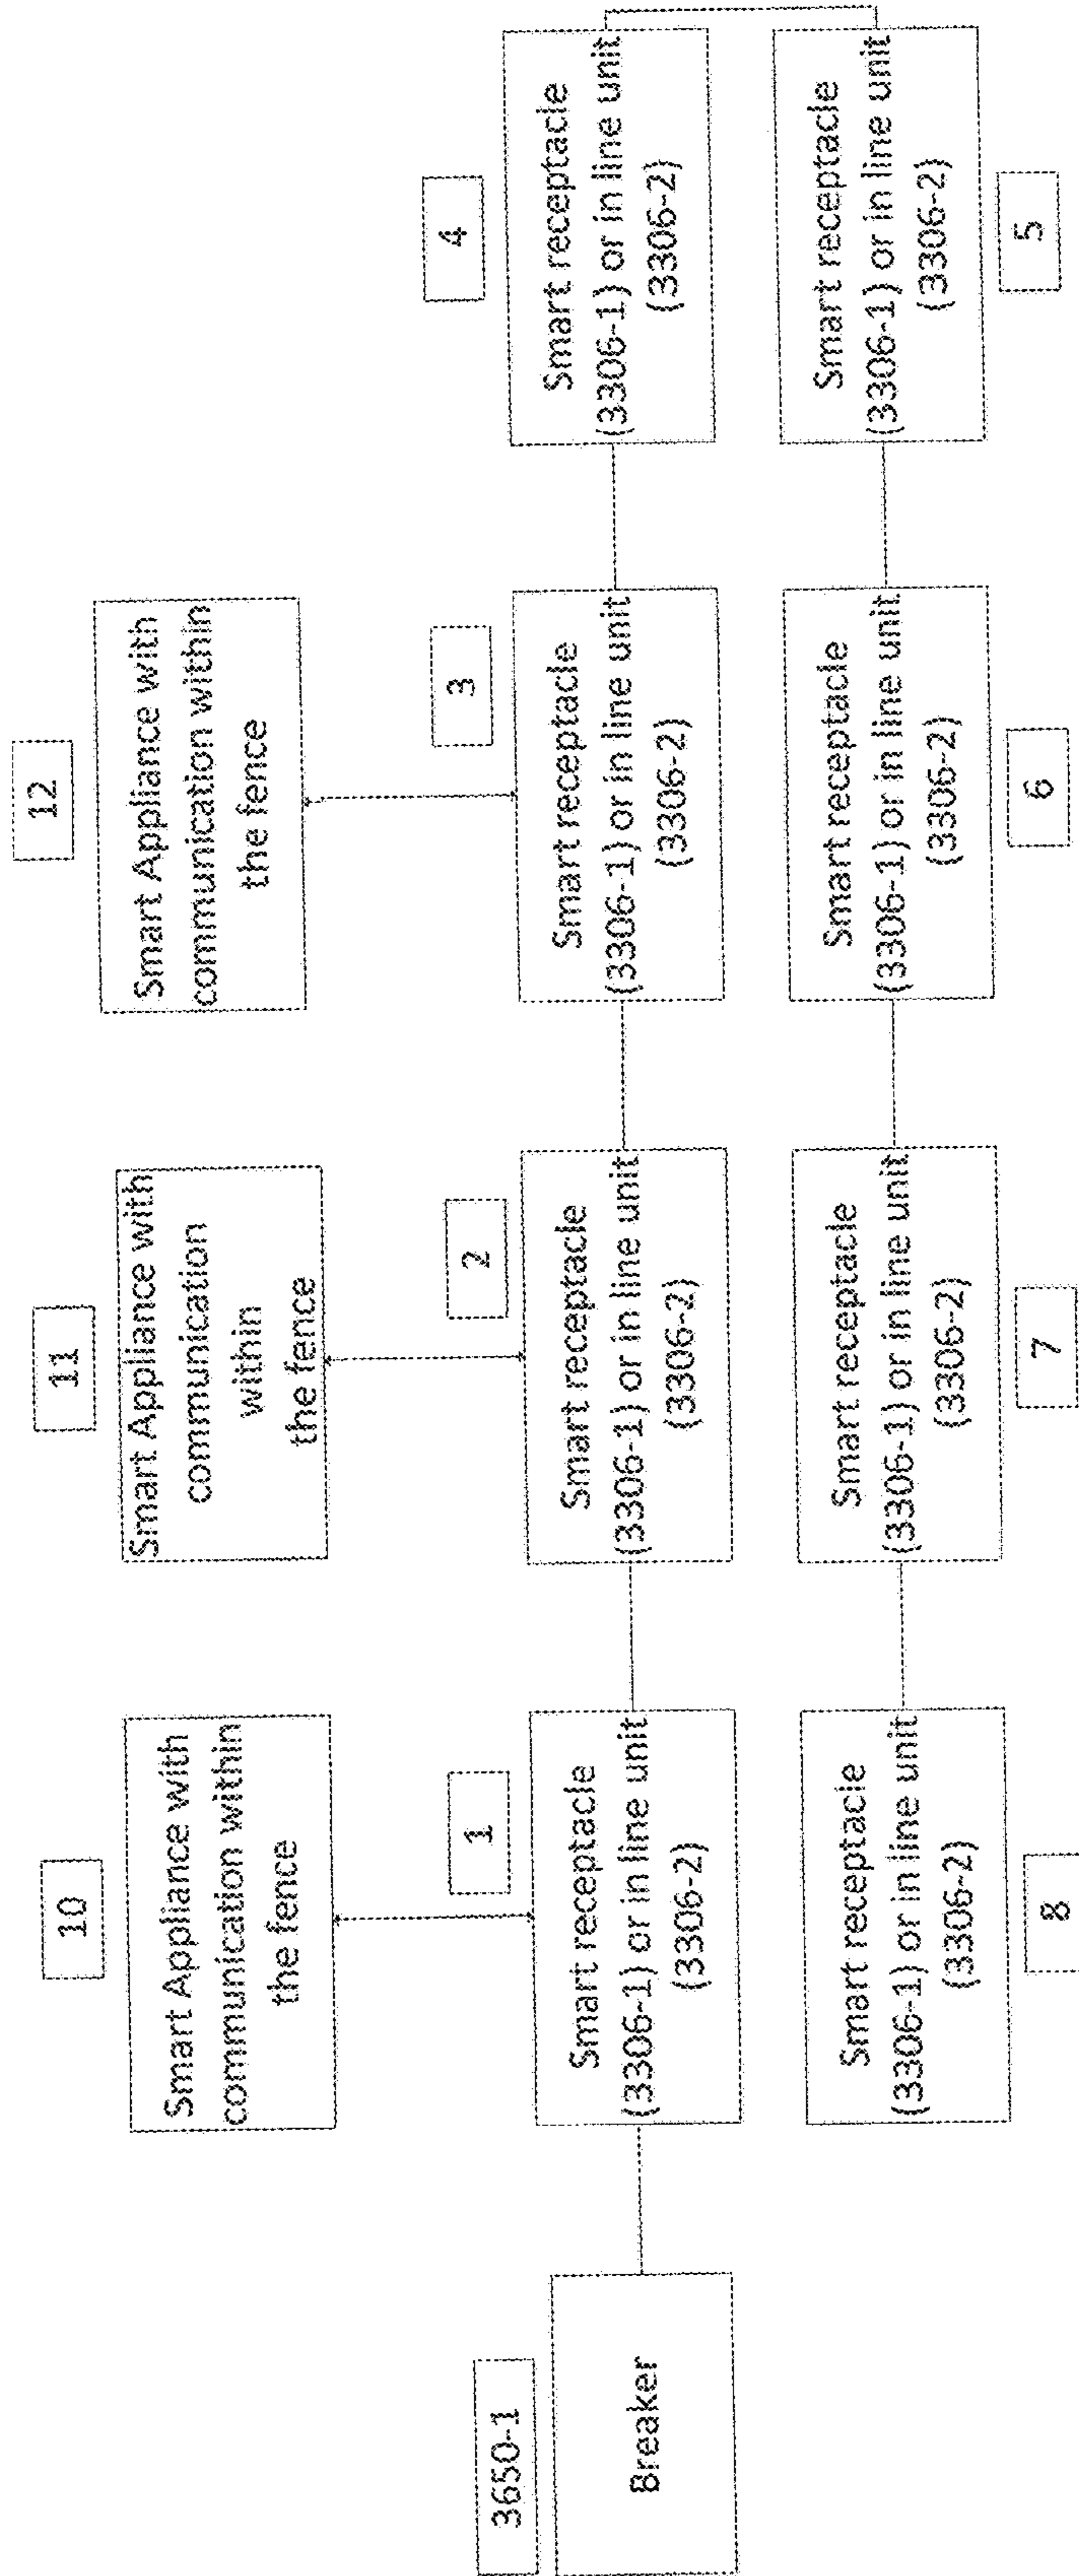 10
Smart Appliance with
communication within
the fence
11
Smart Appliance with
communication
within
the fence
12
Smart Appliance with
communication within
the fence
3650-1
Breaker
1
Smart receptacle
(3306-1) or in line unit
(3306-2)
2
Smart receptacle
(3306-1) or in line unit
(3306-2)
3
Smart receptacle
(3306-1) or in line unit
(3306-2)
4
Smart receptacle
(3306-1) or in line unit
(3306-2)
Smart receptacle
(3306-1) or in line unit
(3306-2)
8
Smart receptacle
(3306-1) or in line unit
(3306-2)
7
Smart receptacle
(3306-1) or in line unit
(3306-2)
6
Smart receptacle
(3306-1) or in line unit
(3306-2)
5